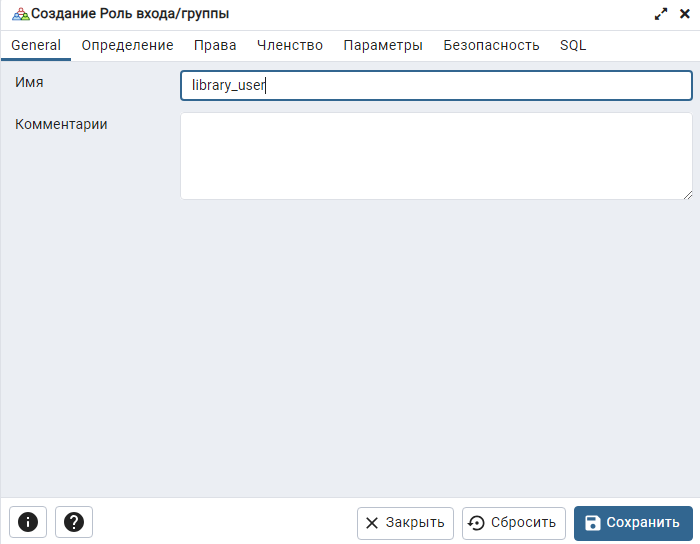 Создание Роль входа/группы
General Определение Права Членство Параметры Безопасность SQL
Имя library_user
Комментарии
Закрыть Сбросить Сохранить